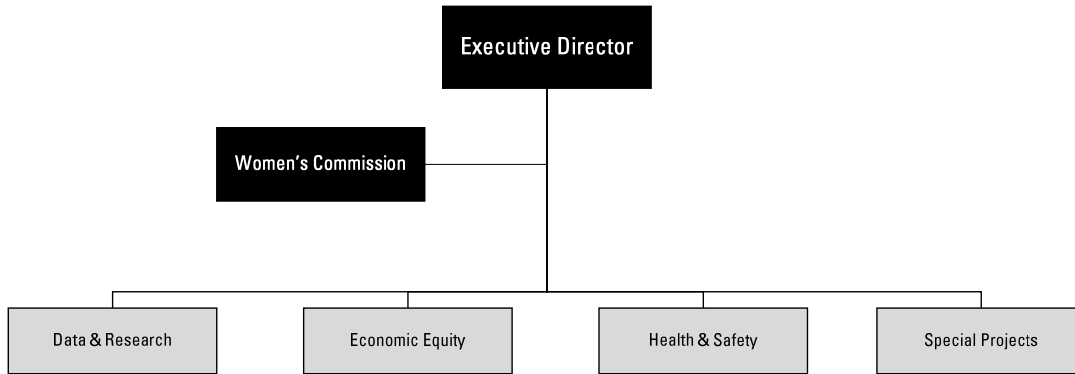 Executive Director
Women's Commission
Data & Research
Economic Equity
Health & Safety
Special Projects